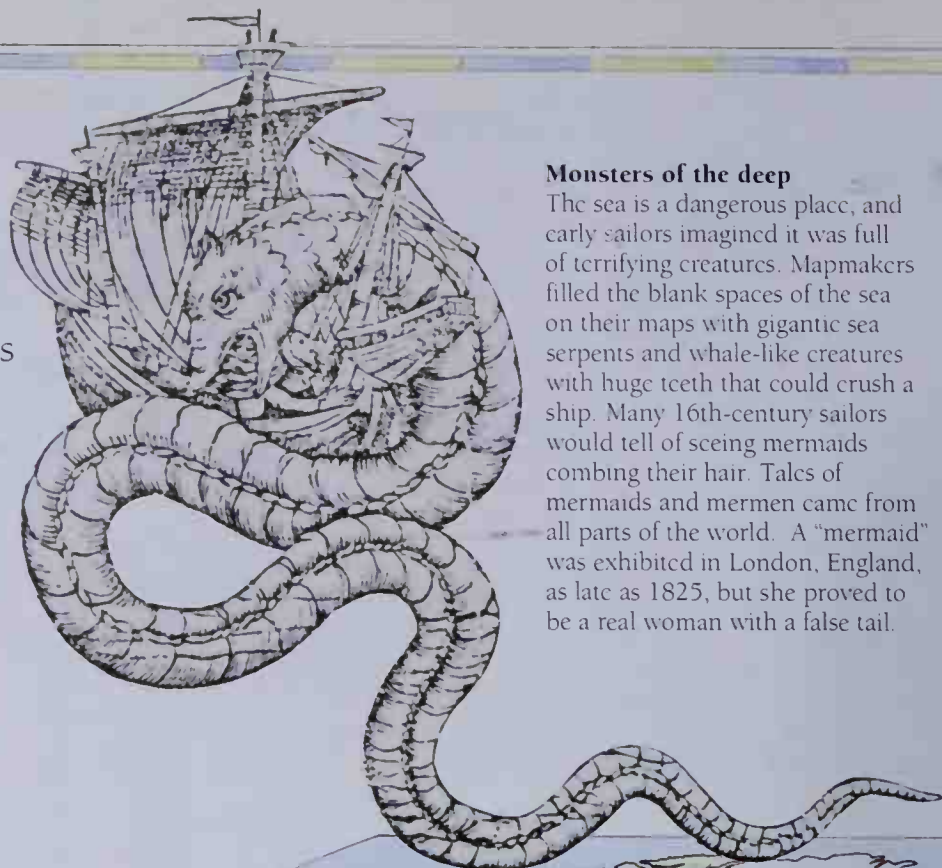 Monsters of the deep
The sea is a dangerous place, and
early sailors imagined it was full
of terrifying creatures. Mapmakers
filled the blank spaces of the sea
on their maps with gigantic sea
serpents and whale-like creatures
with huge teeth that could crush a
ship. Many 16th-century sailors
would tell of seeing mermaids
combing their hair. Tales of
mermaids and mermen came from
all parts of the world. A “mermaid”
was exhibited in London, England,
as late as 1825, but she proved to
be a real woman with a false tail.